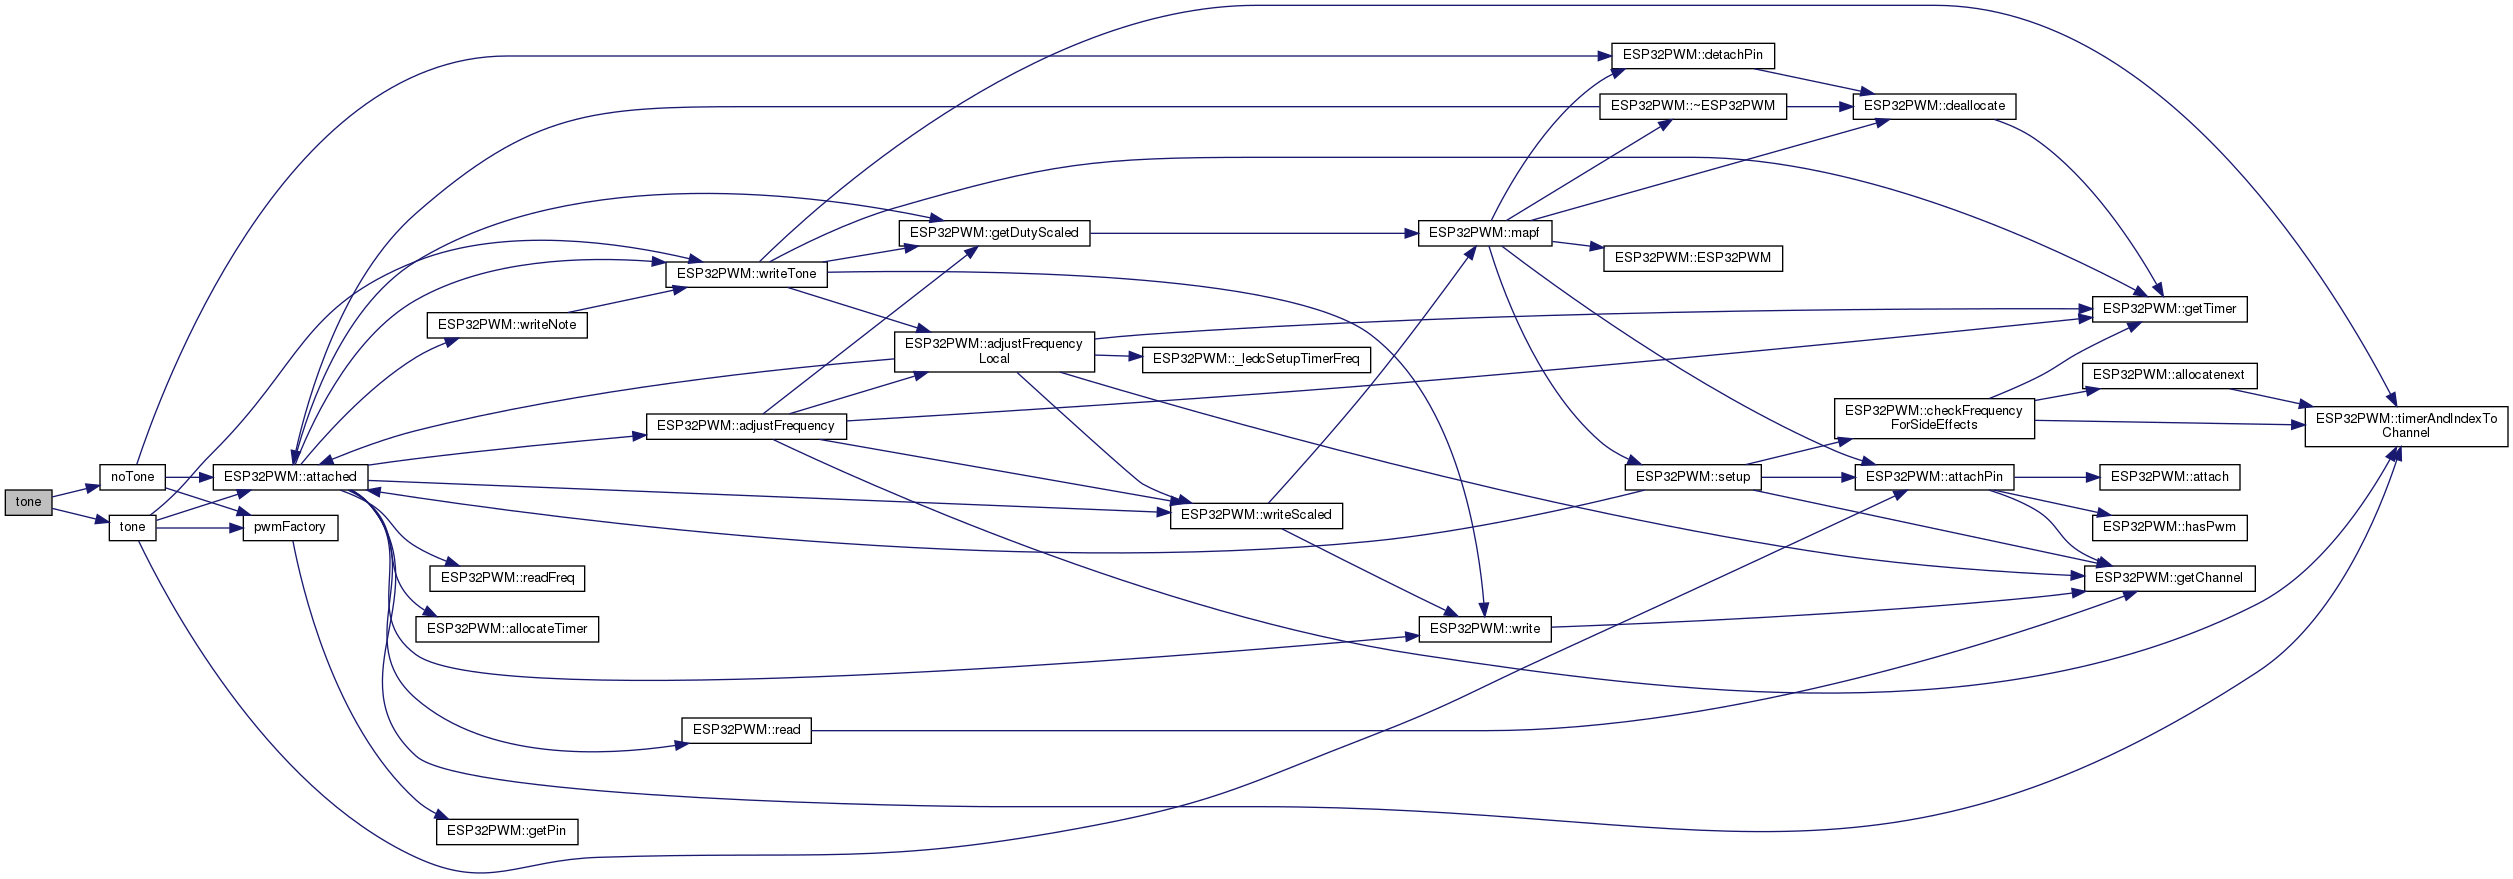 tone
noTone
tone
ESP32PWM::attached
pwmFactory
ESP32PWM::writeNote
ESP32PWM::readFreq
ESP32PWM::allocateTimer
ESP32PWM::getPin
ESP32PWM::writeTone
ESP32PWM::adjustFrequency
ESP32PWM::read
ESP32PWM::getDutyScaled
ESP32PWM::adjustFrequency
Local
ESP32PWM::_ledcSetupTimerFreq
ESP32PWM::writeScaled
ESP32PWM::mapf
ESP32PWM::write
ESP32PWM::detachPin
ESP32PWM::~ESP32PWM
ESP32PWM::ESP32PWM
ESP32PWM::setup
ESP32PWM::deallocate
ESP32PWM::checkFrequency
ForSideEffects
ESP32PWM::attachPin
ESP32PWM::getTimer
ESP32PWM::allocatenext
ESP32PWM::attach
ESP32PWM::hasPwm
ESP32PWM::getChannel
ESP32PWM::timerAndIndexTo
Channel